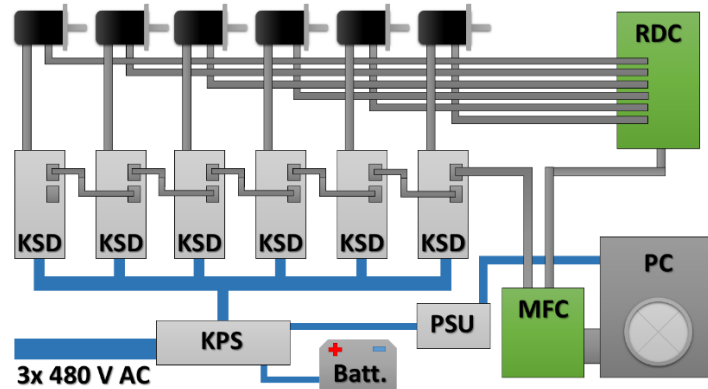 RDC
KSD KSD KSD KSD KSD KSD
PC
MFC
PSU
KPS
+ -
3x 480 V AC
Batt.